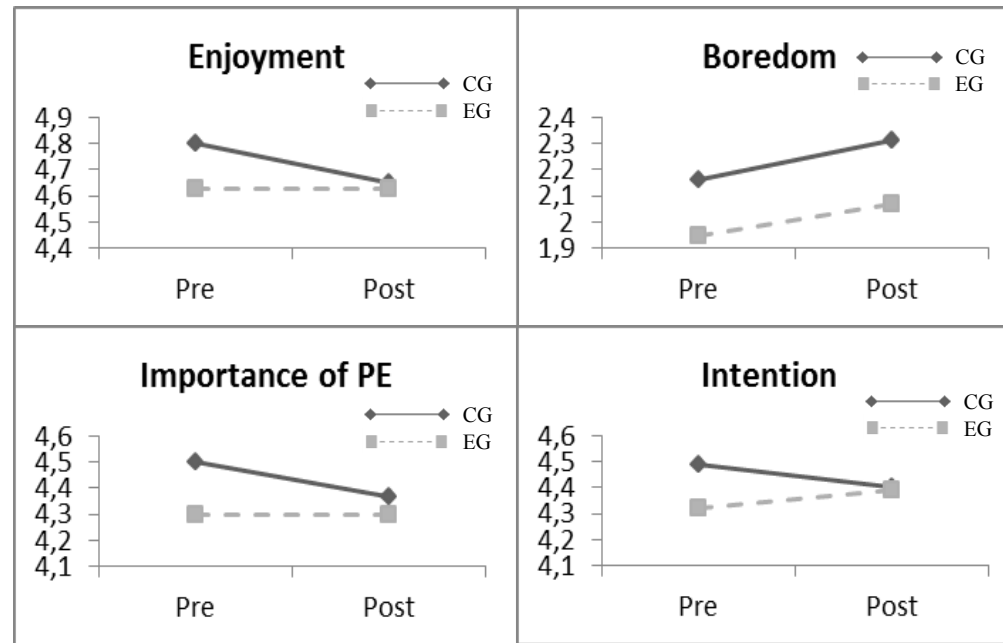 Enjoyment
CG
EG
4,9
4,8
4,7
4,6
4,5
4,4
Pre
Post
Boredom
CG
EG
2,4
2,3
2,2
2,1
2
1,9
Pre
Post
Importance of PE
CG
EG
4,6
4,5
4,4
4,3
4,2
4,1
Pre
Post
Intention
CG
EG
4,6
4,5
4,4
4,3
4,2
4,1
Pre
Post